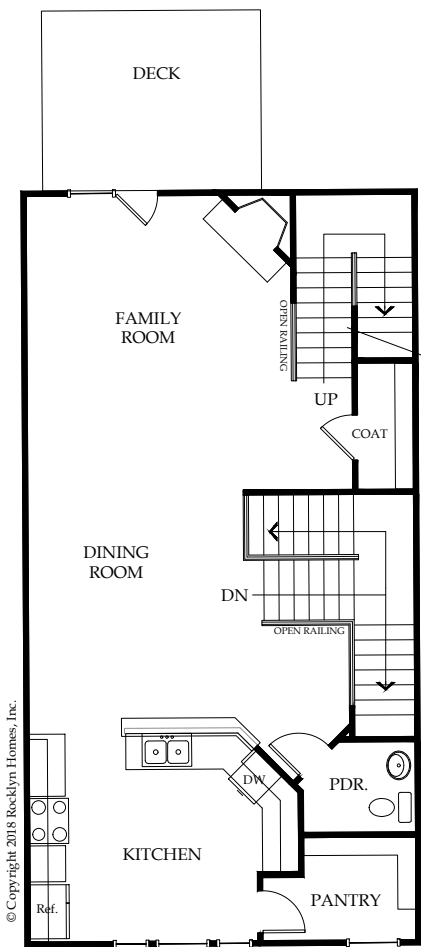 DECK
FAMILY
ROOM
OPEN RAILING
UP
COAT
DINING
ROOM
DN
OPEN RAILING
© Copyright 2018 Rocklyn Homes, Inc.
DW
PDR.
KITCHEN
Ref.
PANTRY